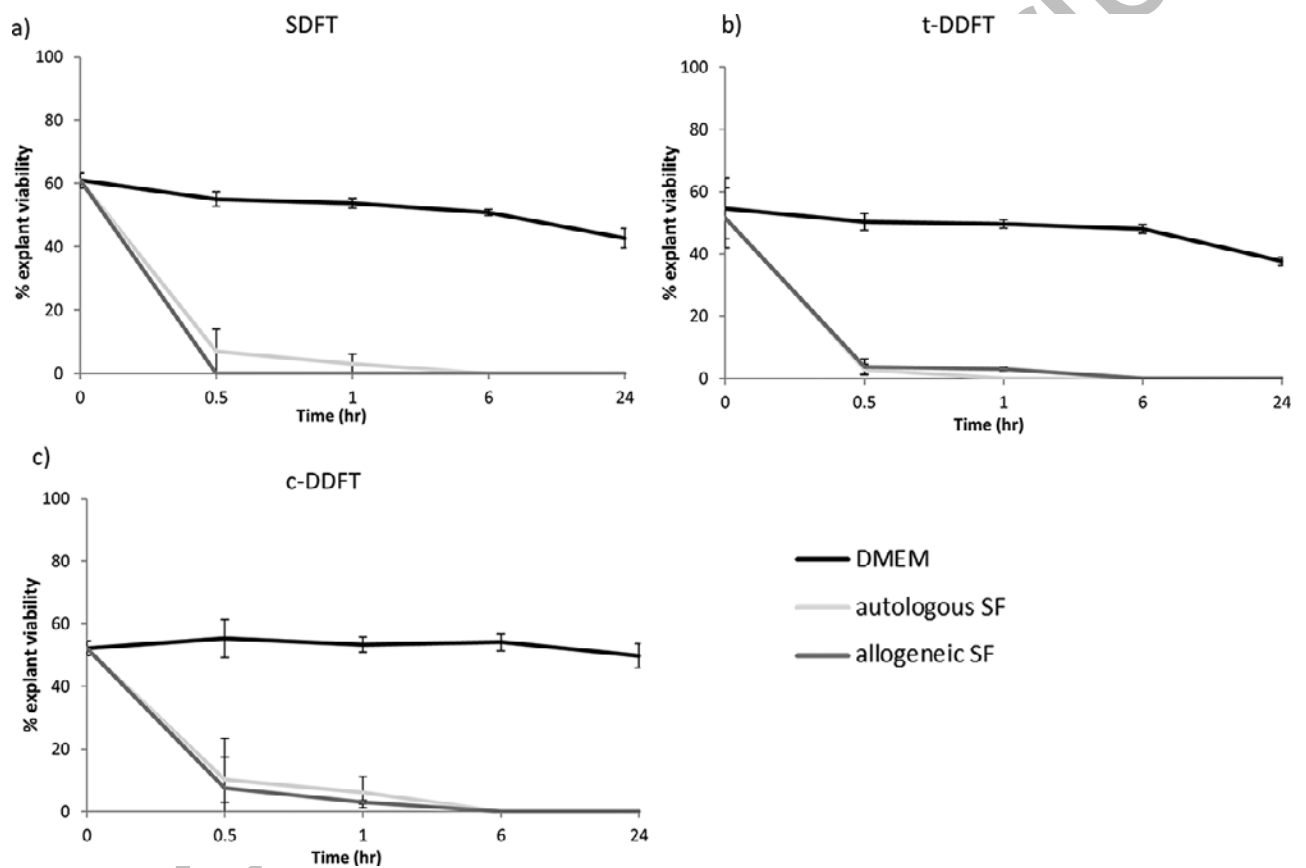 a)
SDFT
100
80
60
40
20
0
% explant viability
0 0.5 1 6 24
Time (hr)
b)
t-DDFT
100
80
60
40
20
0
% explant viability
0 0.5 1 6 24
Time (hr)
c)
c-DDFT
100
80
60
40
20
0
% explant viability
0 0.5 1 6 24
Time (hr)
DMEM
autologous SF
allogeneic SF